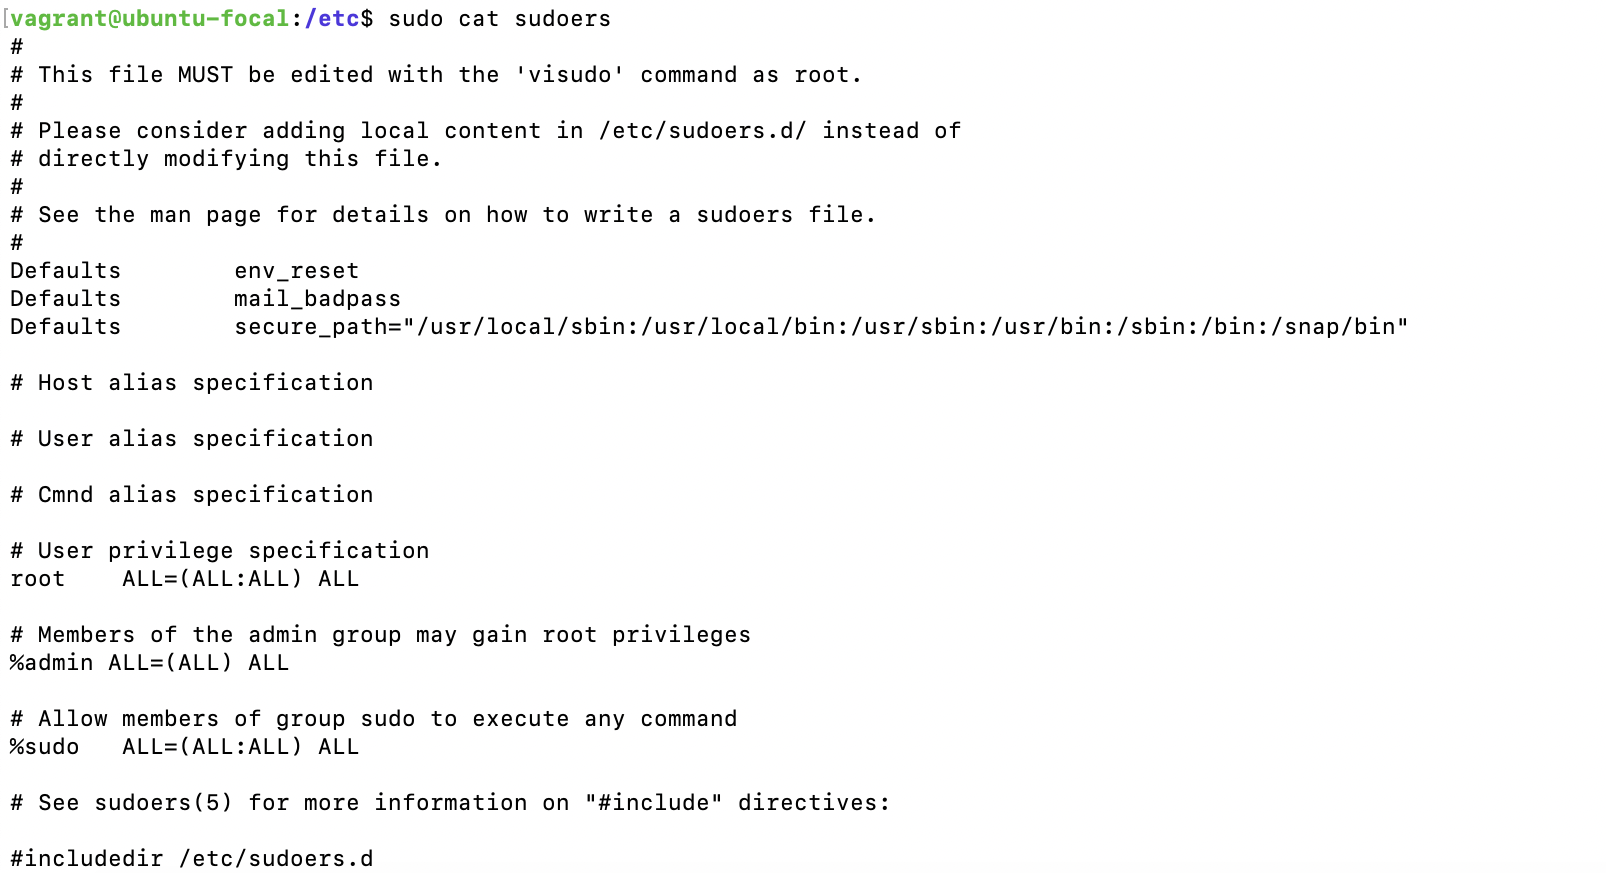 [vagrant@ubuntu-focal:/etc$ sudo cat sudoers
#
# This file MUST be edited with the 'visudo' command as root.
#
# Please consider adding local content in /etc/sudoers.d/ instead of
# directly modifying this file.
#
# See the man page for details on how to write a sudoers file.
#
Defaults        env_reset
Defaults        mail_badpass
Defaults        secure_path="/usr/local/sbin:/usr/local/bin:/usr/sbin:/usr/bin:/sbin:/bin:/snap/bin"

# Host alias specification

# User alias specification

# Cmnd alias specification

# User privilege specification
root    ALL=(ALL:ALL) ALL

# Members of the admin group may gain root privileges
%admin ALL=(ALL) ALL

# Allow members of group sudo to execute any command
%sudo   ALL=(ALL:ALL) ALL

# See sudoers(5) for more information on "#include" directives:

#includedir /etc/sudoers.d